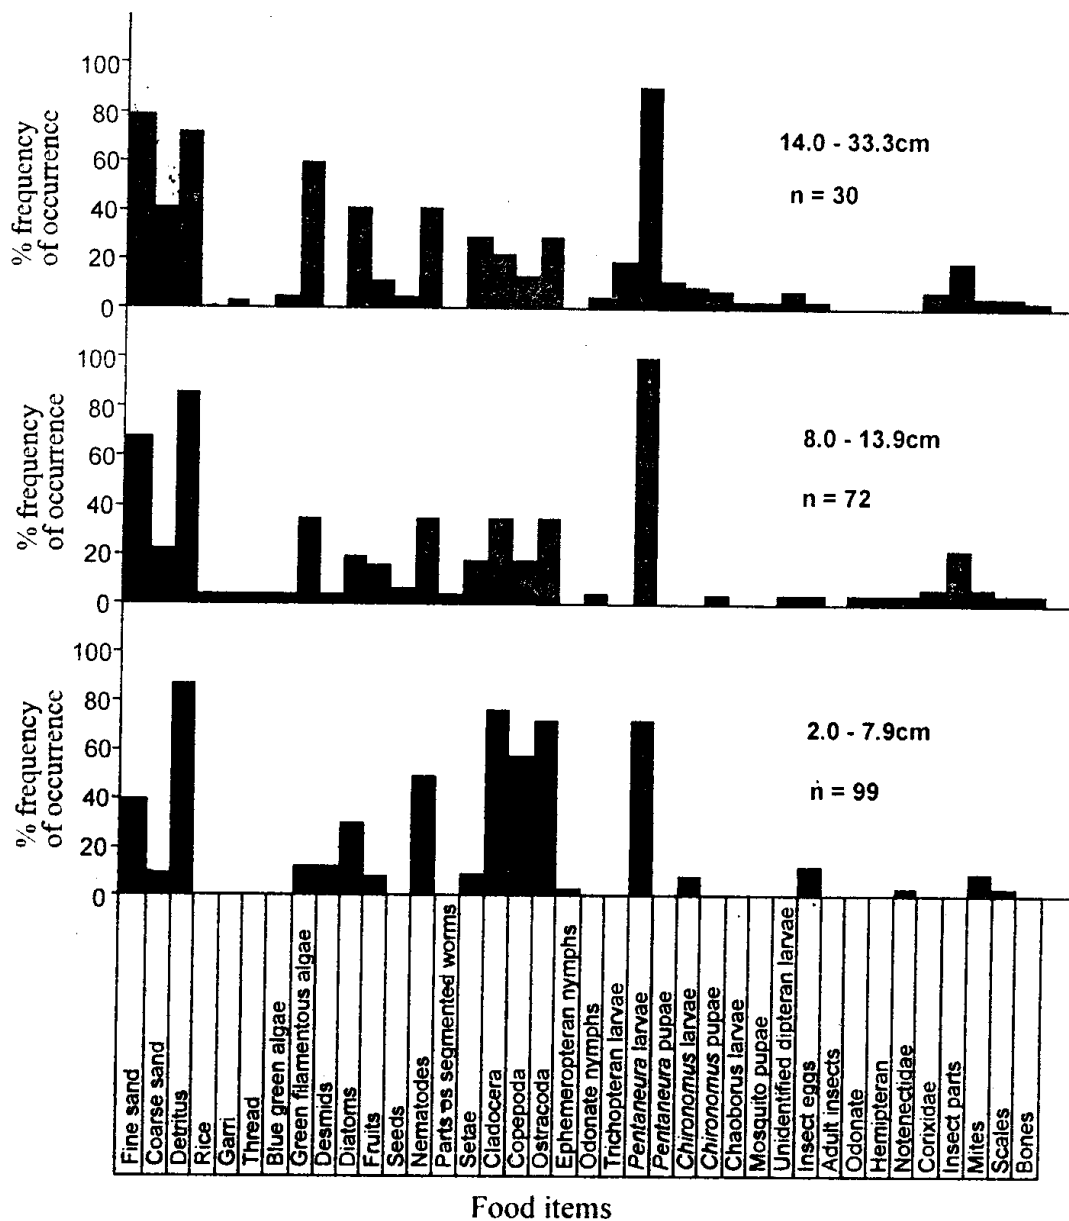 % frequency
of occurrence
100
80
60
40
20
0
14.0 - 33.3cm
n = 30
% frequency
of occurrence
100
80
60
40
20
0
8.0 - 13.9cm
n = 72
% frequency
of occurrence
100
80
60
40
20
0
2.0 - 7.9cm
n = 99
Fine sand
Coarse sand
Detritus
Rice
Garri
Thread
Blue green algae
Green filamentous algae
Desmids
Diatoms
Fruits
Seeds
Nematodes
Parts os segmented worms
Setae
Cladocera
Copepoda
Ostracoda
Ephemeropteran nymphs
Odonate nymphs
Trichopteran larvae
Pentaneura larvae
Pentaneura pupae
Chironomus larvae
Chironomus pupae
Chaoborus larvae
Mosquito pupae
Unidentified dipteran larvae
Insect eggs
Adult insects
Odonate
Hemipteran
Notenectidae
Corixidae
Insect parts
Mites
Scales
Bones
Food items